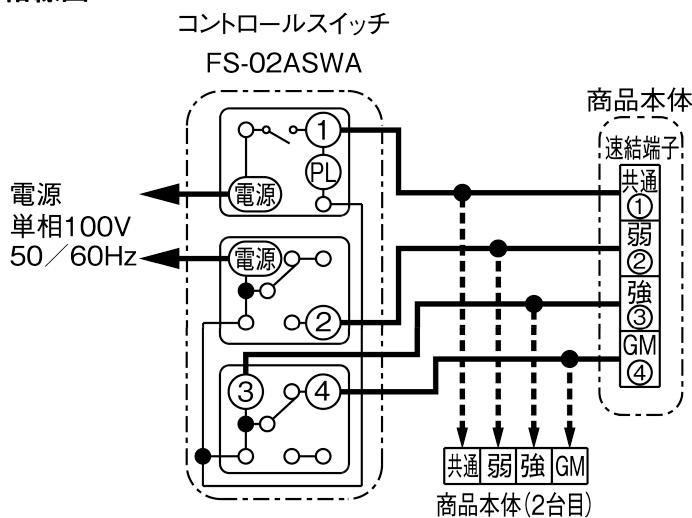 コントロールスイッチ
FS-02ASWA
商品本体
速結端子
1
PL
電源
電源
単相100V
50／60Hz
電源
2
3
4
共通
①
弱
②
強
③
GM
④
共通 弱 強 GM
商品本体(2台目)